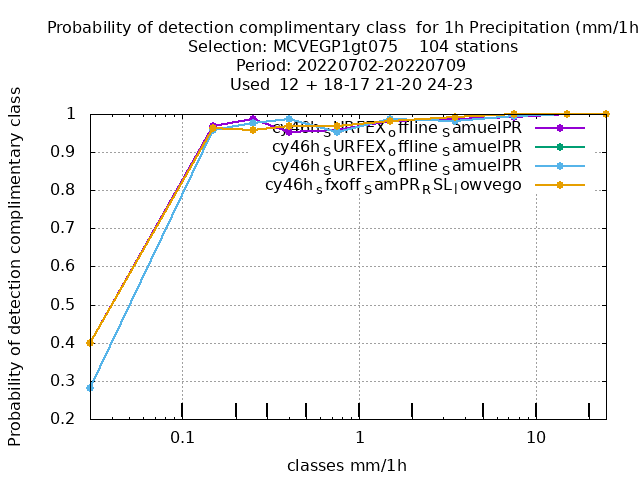 Probability of detection complimentary class  for 1h Precipitation (mm/1h
Selection: MCVEGP1gt075    104 stations
Period: 20220702-20220709
Used  12 + 18-17 21-20 24-23
Probability of detection complimentary class
1
0.9
0.8
0.7
0.6
0.5
0.4
0.3
0.2
cy46h_SURFEX_offline_SamuelPR
cy46h_SURFEX_offline_SamuelPR
cy46h_SURFEX_offline_SamuelPR
cy46h_sfxoff_SamPR_RSL_lowvego
0.1
1
10
classes mm/1h